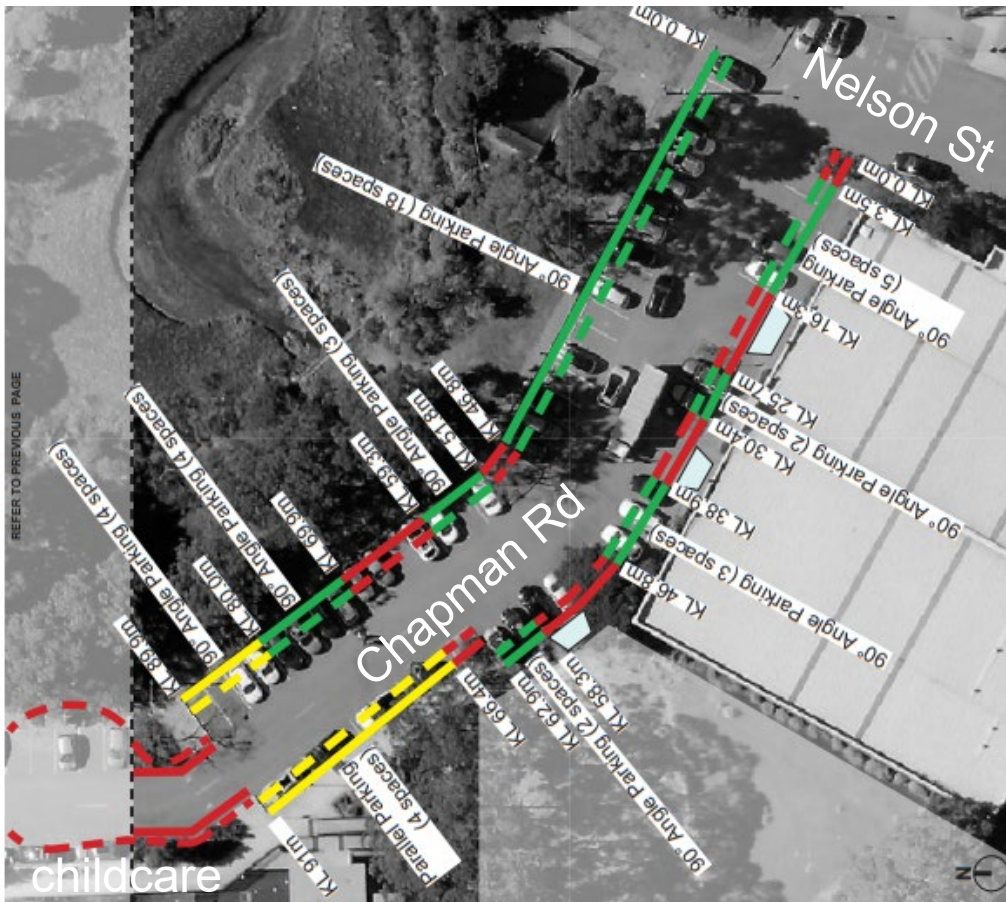 Nelson St
KL 0.0m
KL 0.0m
KL 3.5m
90° Angle Parking
(5 spaces)
90° Angle Parking (18 spaces)
KL 16.3m
KL 25.7m
90° Angle Parking (2 spaces)
KL 30.4m
90° Angle Parking (3 spaces)
KL 46.8m
KL 51.8m
90° Angle Parking (3 spaces)
KL 59.3m
KL 38.9m
KL 46.8m
90° Angle Parking (4 spaces)
KL 69.9m
Chapman Rd
90° Angle Parking (4 spaces)
KL 80.0m
KL 89.9m
KL 58.3m
90° Angle Parking (2 spaces)
KL 62.9m
KL 66.4m
Parallel Parking
(4 spaces)
KL 91m
REFER TO PREVIOUS PAGE
childcare
N